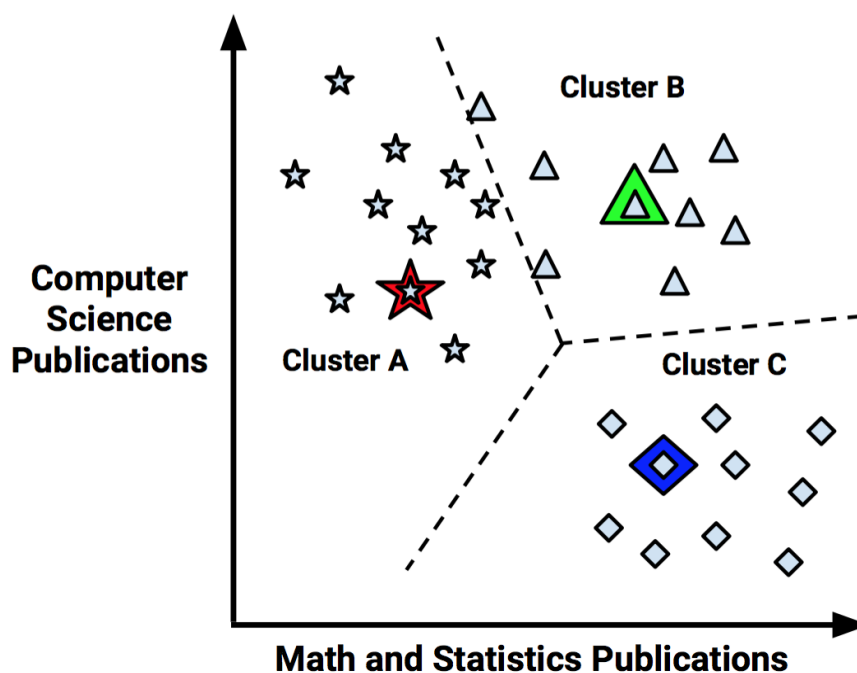 Cluster B
Computer
Science
Publications
Cluster A
Cluster C
Math and Statistics Publications